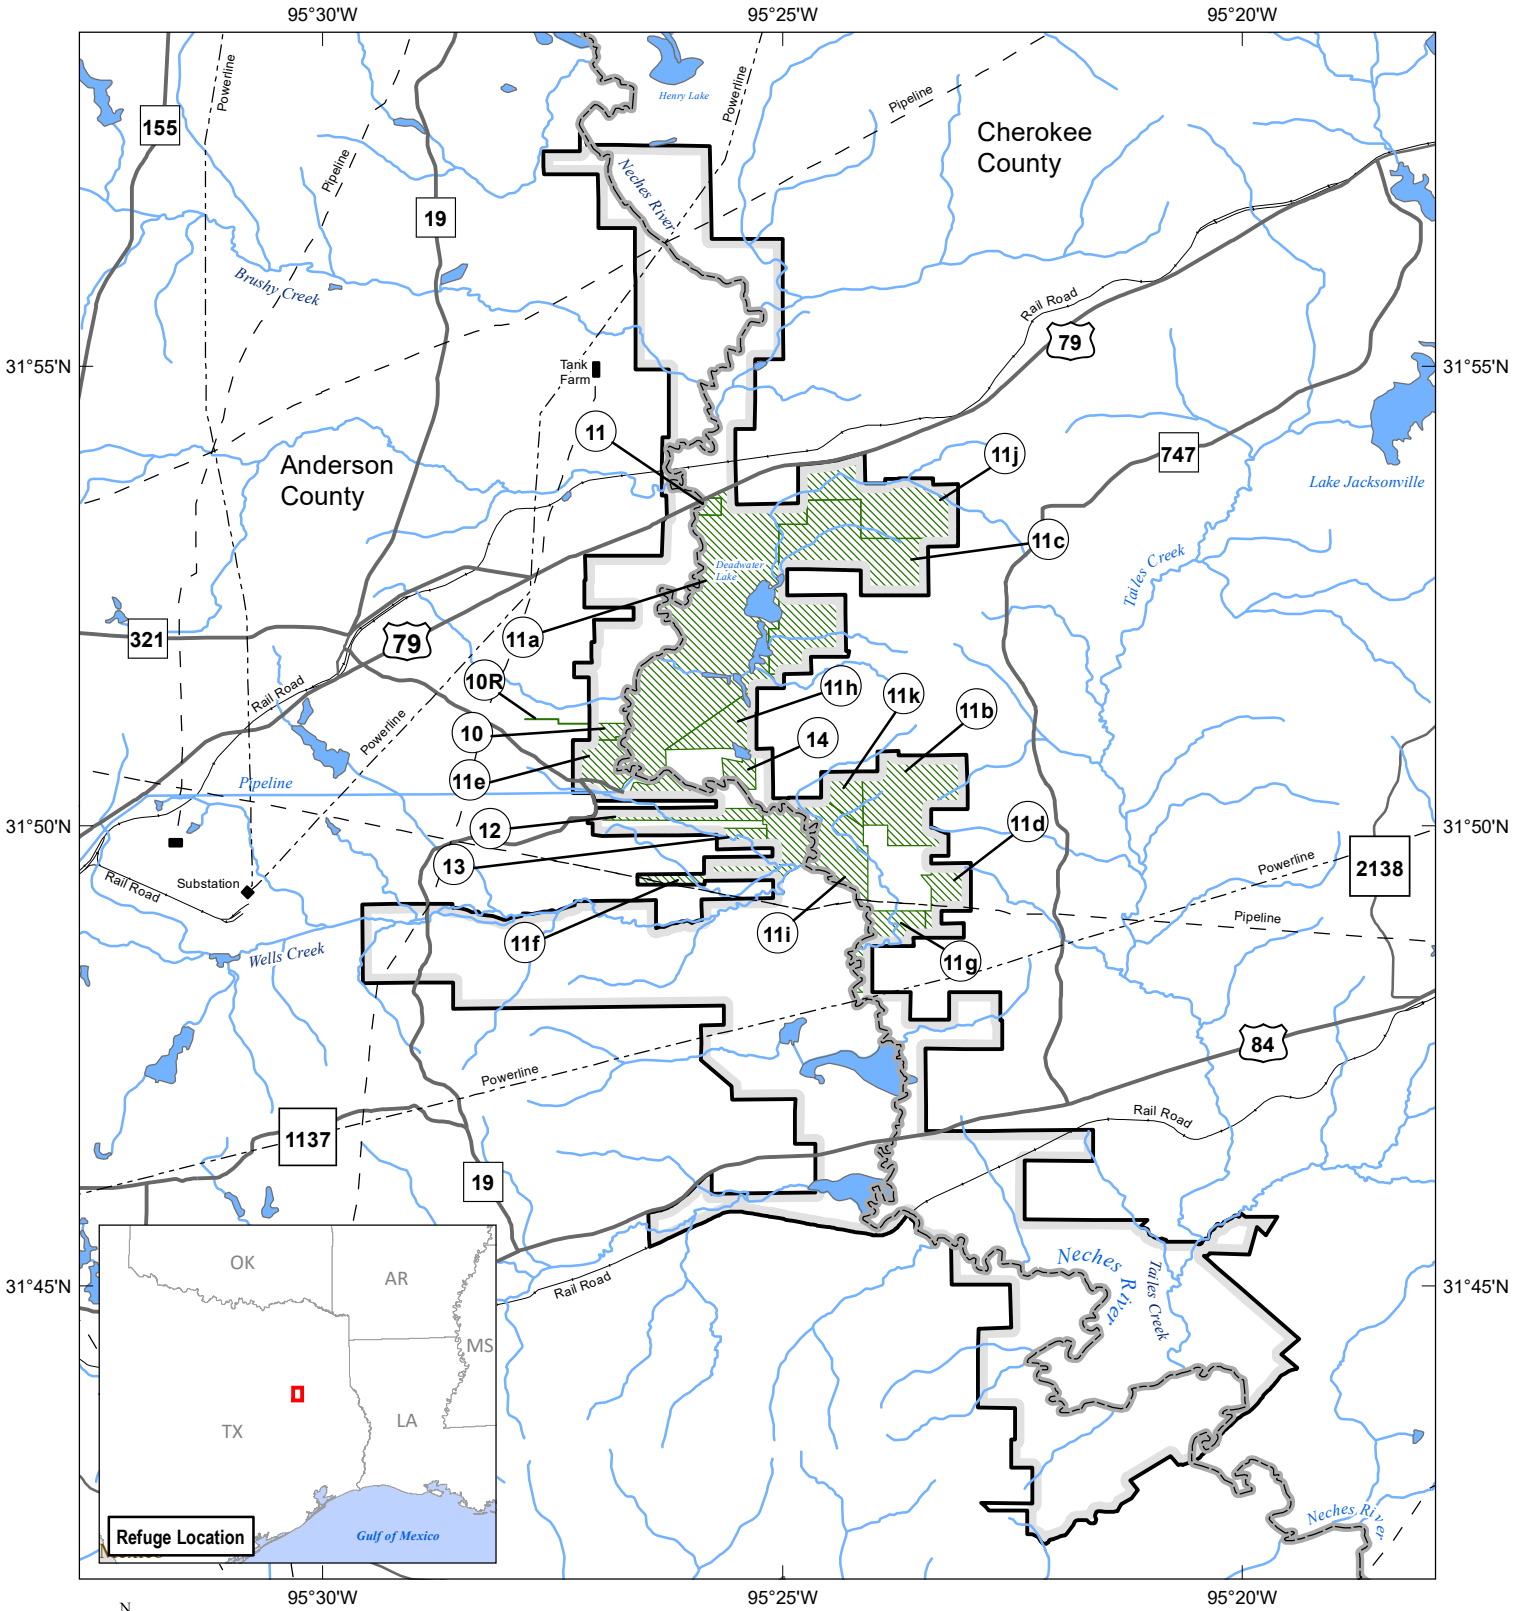 95°30'W
95°25'W
95°20'W
Henry Lake
Powerline
Powerline
Pipeline
155
Cherokee
County
Pipeline
Neches River
19
Brushy Creek
Rail Road
79
31°55'N
Tank
Farm
31°55'N
11
11j
747
Anderson
County
Lake Jacksonville
11c
Deadwater
Lake
Tailes Creek
321
79
11a
10R
11h
11k
Rail Road
11b
Powerline
10
14
11e
Pipeline
31°50'N
12
11d
31°50'N
13
Powerline
2138
Rail Road
Substation
11f
11i
Pipeline
Wells Creek
11g
84
Powerline
Rail Road
1137
19
Neches River
Tailes Creek
31°45'N
Rail Road
31°45'N
OK
AR
MS
TX
LA
Neches River
Refuge Location
Gulf of Mexico
95°30'W
95°25'W
95°20'W
N